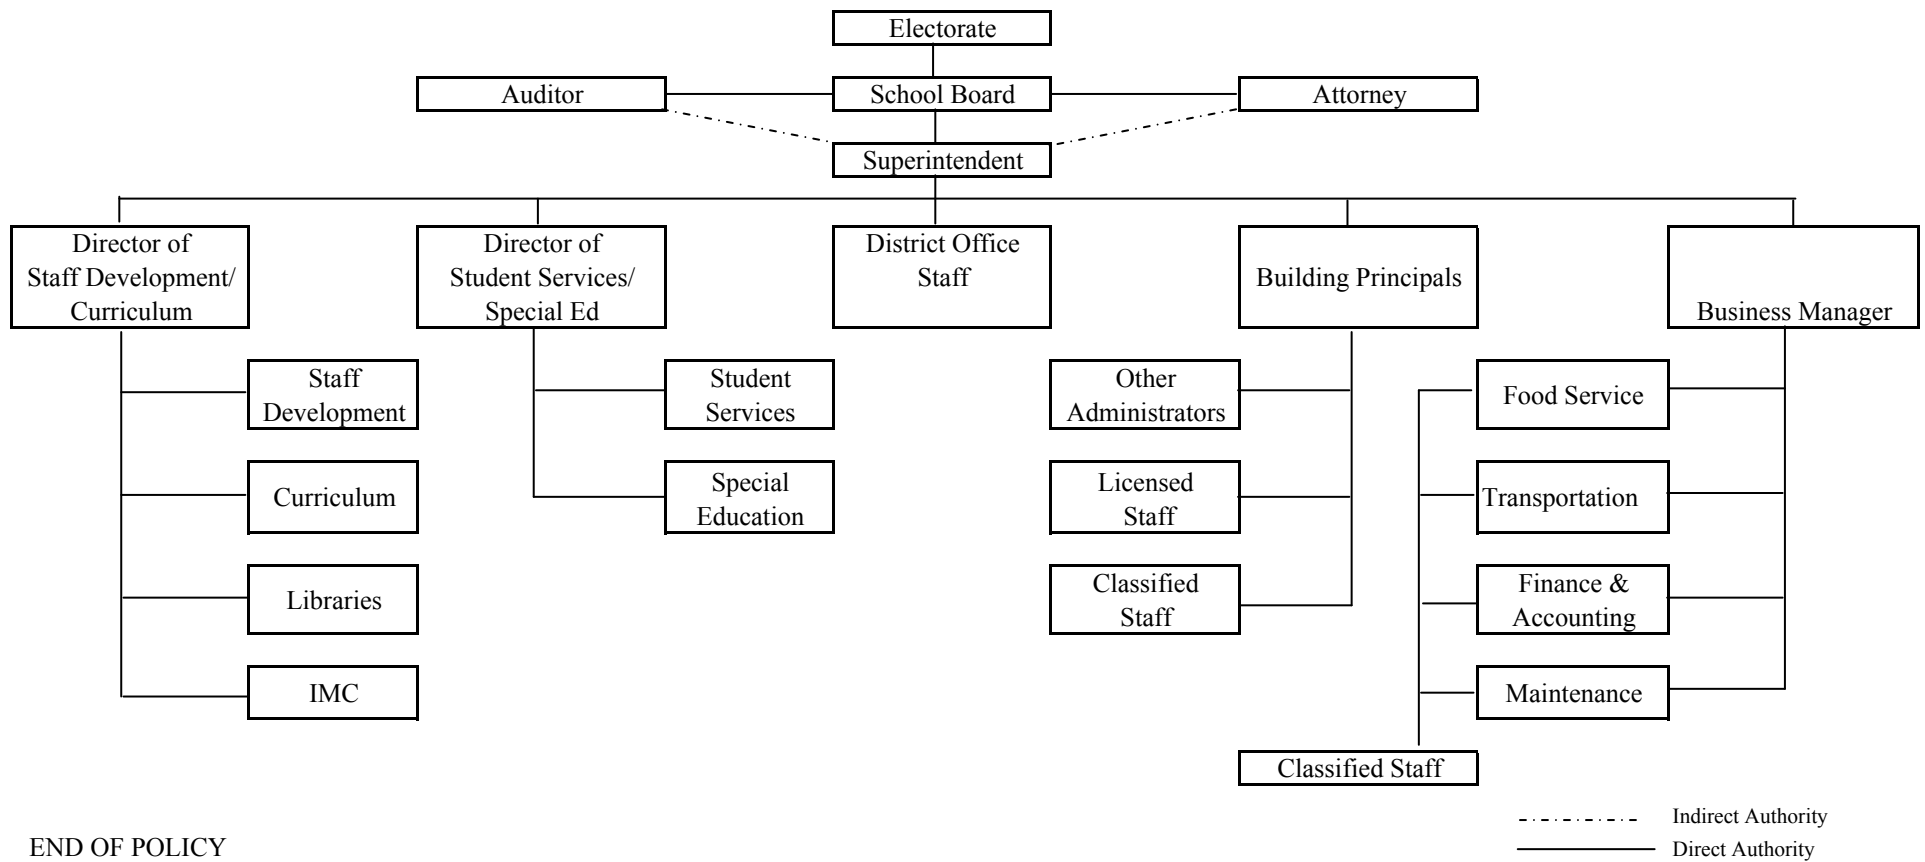 Electorate
Auditor
School Board
Attorney
Superintendent
Director of
Staff Development/
Curriculum
Director of
Student Services/
Special Ed
District Office
Staff
Building Principals
Business Manager
Staff
Development
Student
Services
Other
Administrators
Food Service
Curriculum
Special
Education
Licensed
Staff
Transportation
Libraries
Classified
Staff
Finance &
Accounting
IMC
Maintenance
Classified Staff
Indirect Authority
END OF POLICY
Direct Authority